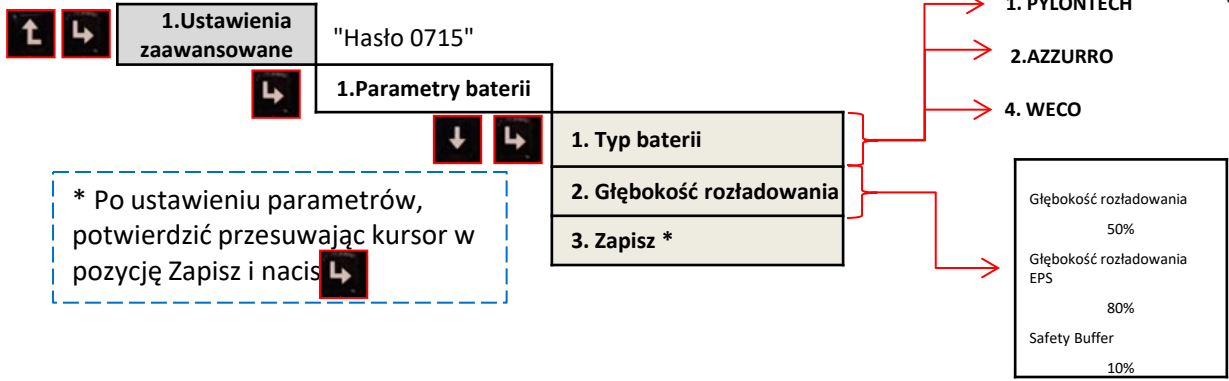 1. PYLONTECH
1.Ustawienia
zaawansowane
"Hasło 0715"
2.AZZURRO
1.Parametry baterii
4. WECO
1. Typ baterii
2. Głębokość rozładowania
3. Zapisz *
* Po ustawieniu parametrów,
potwierdzić przesuwając kursor w
pozycję Zapisz i nacis
Głębokość rozładowania
50%
Głębokość rozładowania
EPS
80%
Safety Buffer
10%